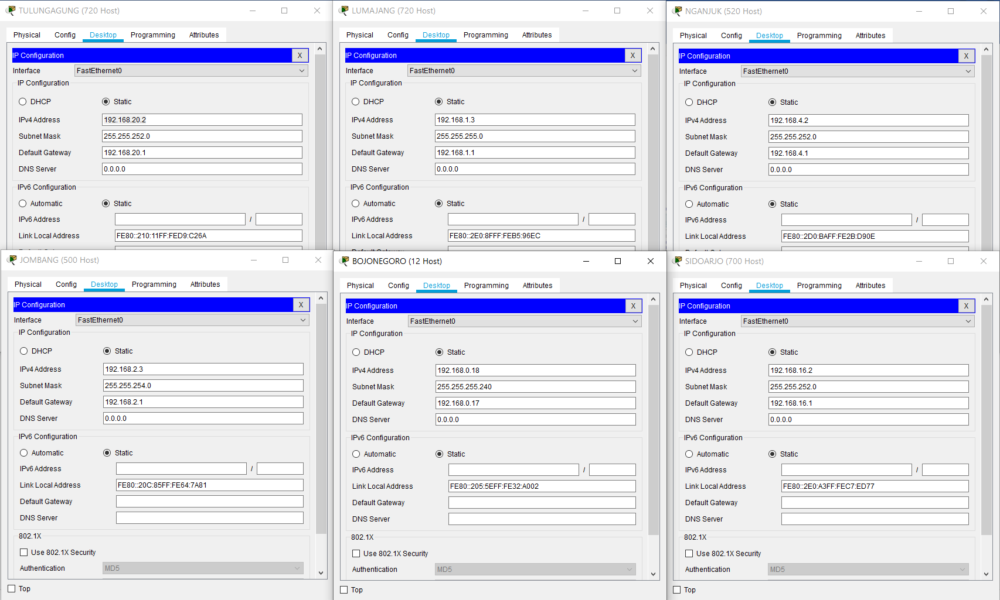 TULUNGAGUNG (720 Host)
Physical Config Desktop Programming Attributes
IP Configuration X
Interface FastEthernet0
IP Configuration
DHCP Static
IPv4 Address 192.168.20.2
Subnet Mask 255.255.252.0
Default Gateway 192.168.20.1
DNS Server 0.0.0.0
IPv6 Configuration
Automatic Static
IPv6 Address /
Link Local Address FE80::210:11FF:FED9:C26A
LUMAJANG (720 Host)
Physical Config Desktop Programming Attributes
IP Configuration X
Interface FastEthernet0
IP Configuration
DHCP Static
IPv4 Address 192.168.1.3
Subnet Mask 255.255.255.0
Default Gateway 192.168.1.1
DNS Server 0.0.0.0
IPv6 Configuration
Automatic Static
IPv6 Address /
Link Local Address FE80::2E0:8FFF:FEB5:96EC
NGANJUK (520 Host)
Physical Config Desktop Programming Attributes
IP Configuration X
Interface FastEthernet0
IP Configuration
DHCP Static
IPv4 Address 192.168.4.2
Subnet Mask 255.255.252.0
Default Gateway 192.168.4.1
DNS Server 0.0.0.0
IPv6 Configuration
Automatic Static
IPv6 Address /
Link Local Address FE80::2D0:BAFF:FE2B:D90E
JOMBANG (500 Host)
Physical Config Desktop Programming Attributes
IP Configuration X
Interface FastEthernet0
IP Configuration
DHCP Static
IPv4 Address 192.168.2.3
Subnet Mask 255.255.254.0
Default Gateway 192.168.2.1
DNS Server 0.0.0.0
IPv6 Configuration
Automatic Static
IPv6 Address /
Link Local Address FE80::20C:85FF:FE64:7A81
Default Gateway
DNS Server
802.1X
Use 802.1X Security
Authentication MD5
Top
BOJONEGORO (12 Host)
Physical Config Desktop Programming Attributes
IP Configuration X
Interface FastEthernet0
IP Configuration
DHCP Static
IPv4 Address 192.168.0.18
Subnet Mask 255.255.255.240
Default Gateway 192.168.0.17
DNS Server 0.0.0.0
IPv6 Configuration
Automatic Static
IPv6 Address /
Link Local Address FE80::205:5EFF:FE32:A002
Default Gateway
DNS Server
802.1X
Use 802.1X Security
Authentication MD5
Top
SIDOARJO (700 Host)
Physical Config Desktop Programming Attributes
IP Configuration X
Interface FastEthernet0
IP Configuration
DHCP Static
IPv4 Address 192.168.16.2
Subnet Mask 255.255.252.0
Default Gateway 192.168.16.1
DNS Server 0.0.0.0
IPv6 Configuration
Automatic Static
IPv6 Address /
Link Local Address FE80::2E0:A3FF:FEC7:ED77
Default Gateway
DNS Server
802.1X
Use 802.1X Security
Authentication MD5
Top